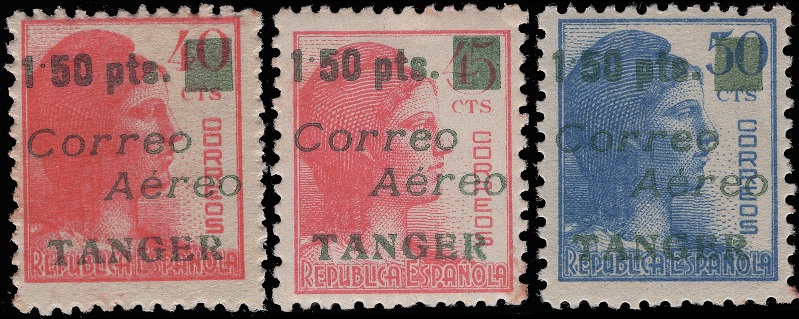 40
1·50 pts.
CTS
CORREOS
Correo
Aéreo
TANGER
REPUBLICA ESPAÑOLA
45
1·50 pts.
CTS
CORREOS
Correo
Aéreo
TANGER
REPUBLICA ESPAÑOLA
50
1·50 pts.
CTS
CORREOS
Correo
Aéreo
TANGER
REPUBLICA ESPAÑOLA